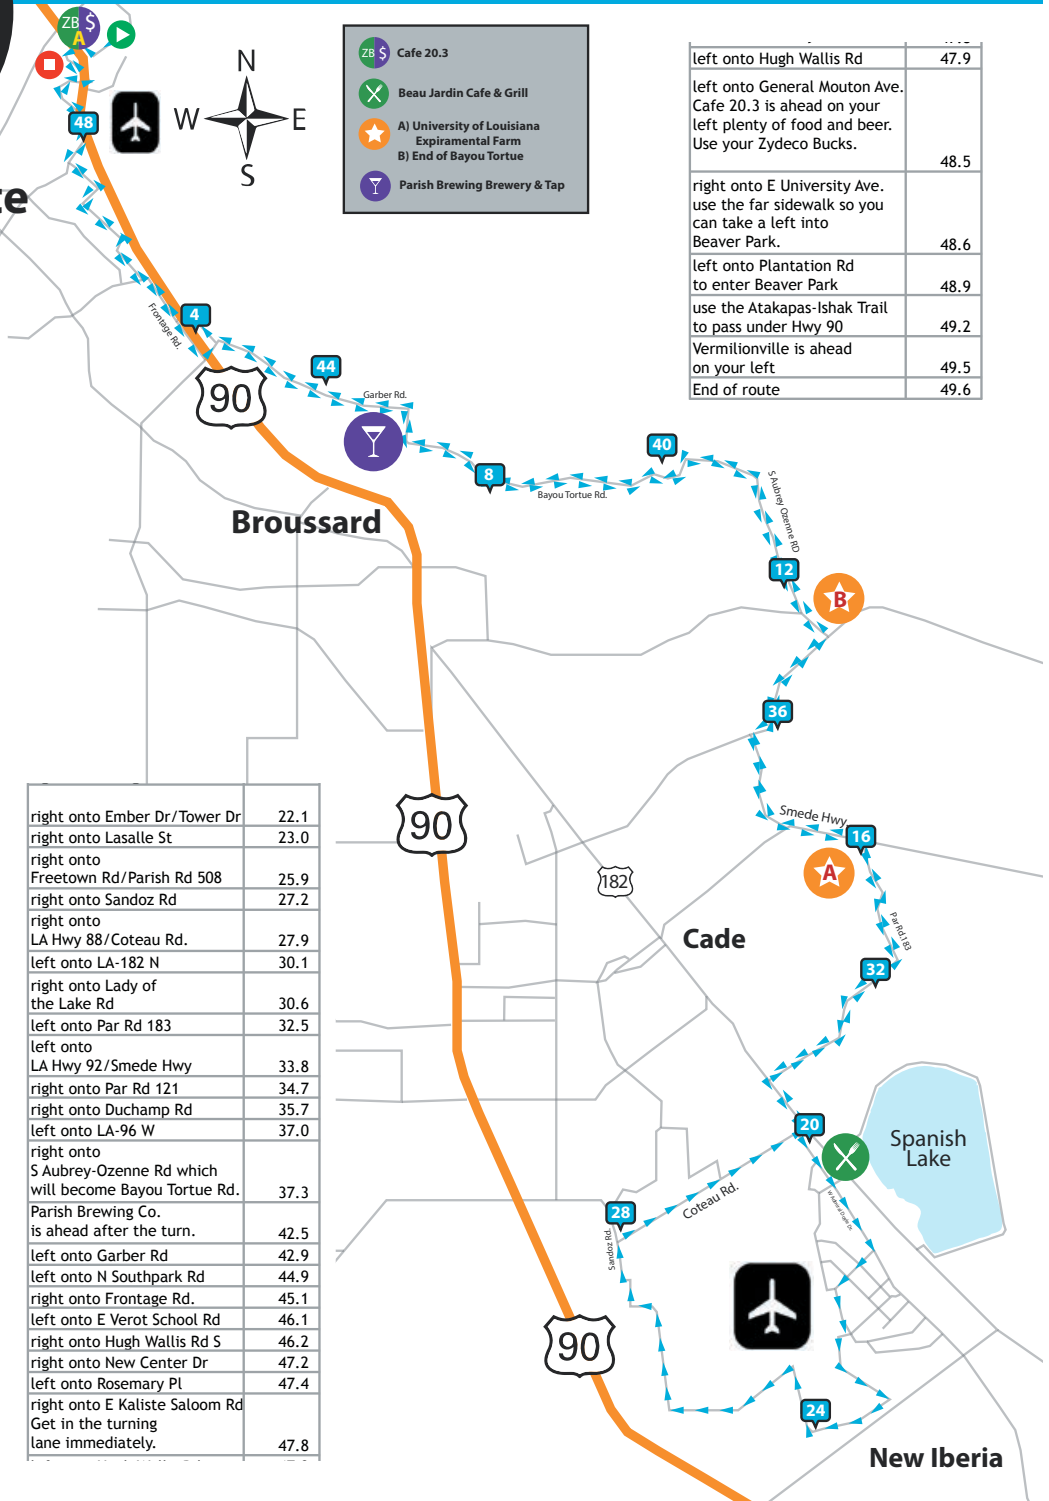 ZB $
A
48
N
W E
S
ZB $ Cafe 20.3
Beau Jardin Cafe & Grill
A) University of Louisiana
Expiramental Farm
B) End of Bayou Tortue
Parish Brewing Brewery & Tap
left onto Hugh Wallis Rd 47.9
left onto General Mouton Ave.
Cafe 20.3 is ahead on your
left plenty of food and beer.
Use your Zydeco Bucks.
48.5
right onto E University Ave.
use the far sidewalk so you
can take a left into
Beaver Park. 48.6
left onto Plantation Rd
to enter Beaver Park 48.9
use the Atakapas-Ishak Trail
to pass under Hwy 90 49.2
Vermilionville is ahead
on your left 49.5
End of route 49.6
te
4
Frontage Rd.
44
90
Garber Rd.
8
40
Bayou Tortue Rd.
S Aubrey Ozenne RD
Broussard
12
B
36
90
Smede Hwy.
16
A
182
Par Rd.183
Cade
32
20
Spanish
Lake
Coteau Rd.
28
Sandoz Rd.
90
24
New Iberia
right onto Ember Dr/Tower Dr 22.1
right onto Lasalle St 23.0
right onto
Freetown Rd/Parish Rd 508 25.9
right onto Sandoz Rd 27.2
right onto
LA Hwy 88/Coteau Rd. 27.9
left onto LA-182 N 30.1
right onto Lady of
the Lake Rd 30.6
left onto Par Rd 183 32.5
left onto
LA Hwy 92/Smede Hwy 33.8
right onto Par Rd 121 34.7
right onto Duchamp Rd 35.7
left onto LA-96 W 37.0
right onto
S Aubrey-Ozenne Rd which
will become Bayou Tortue Rd. 37.3
Parish Brewing Co.
is ahead after the turn. 42.5
left onto Garber Rd 42.9
left onto N Southpark Rd 44.9
right onto Frontage Rd. 45.1
left onto E Verot School Rd 46.1
right onto Hugh Wallis Rd S 46.2
right onto New Center Dr 47.2
left onto Rosemary Pl 47.4
right onto E Kaliste Saloom Rd
Get in the turning
lane immediately. 47.8